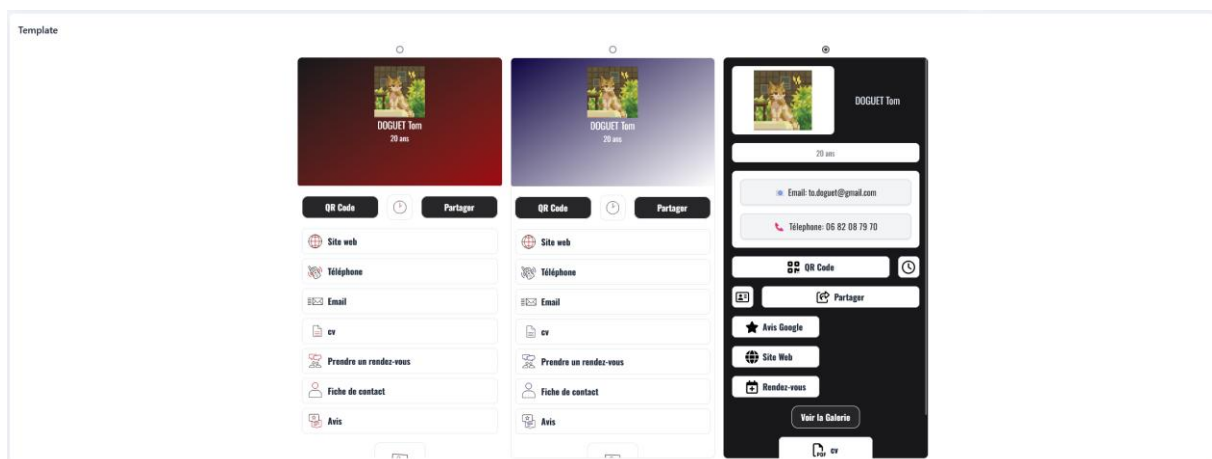 Template
DOGUET Tom
20 ans
QR Code
Partager
Site web
Téléphone
Email
cv
Prendre un rendez-vous
Fiche de contact
Avis
DOGUET Tom
20 ans
QR Code
Partager
Site web
Téléphone
Email
cv
Prendre un rendez-vous
Fiche de contact
Avis
DOGUET Tom
20 ans
Email: to.doguet@gmail.com
Télephone: 06 82 08 79 70
QR Code
Partager
Avis Google
Site Web
Rendez-vous
Voir la Galerie
PDF cv